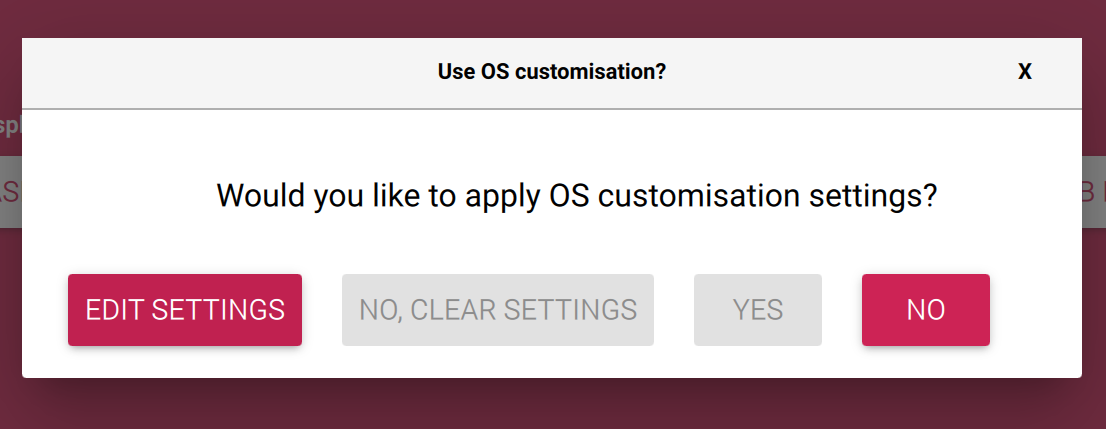 Use OS customisation? X
Would you like to apply OS customisation settings?
EDIT SETTINGS NO, CLEAR SETTINGS YES NO